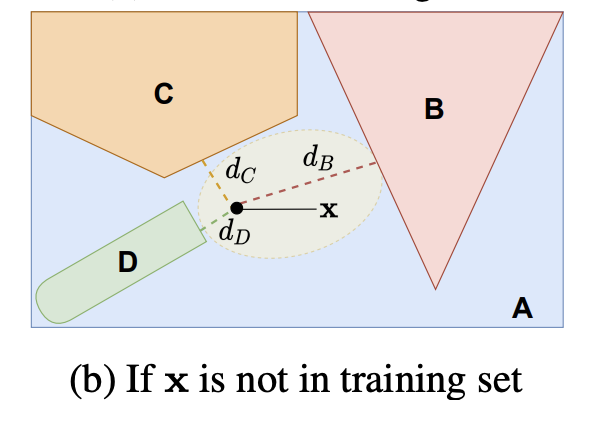 C
B
d_C
d_B
x
d_D
D
A
(b) If x is not in training set